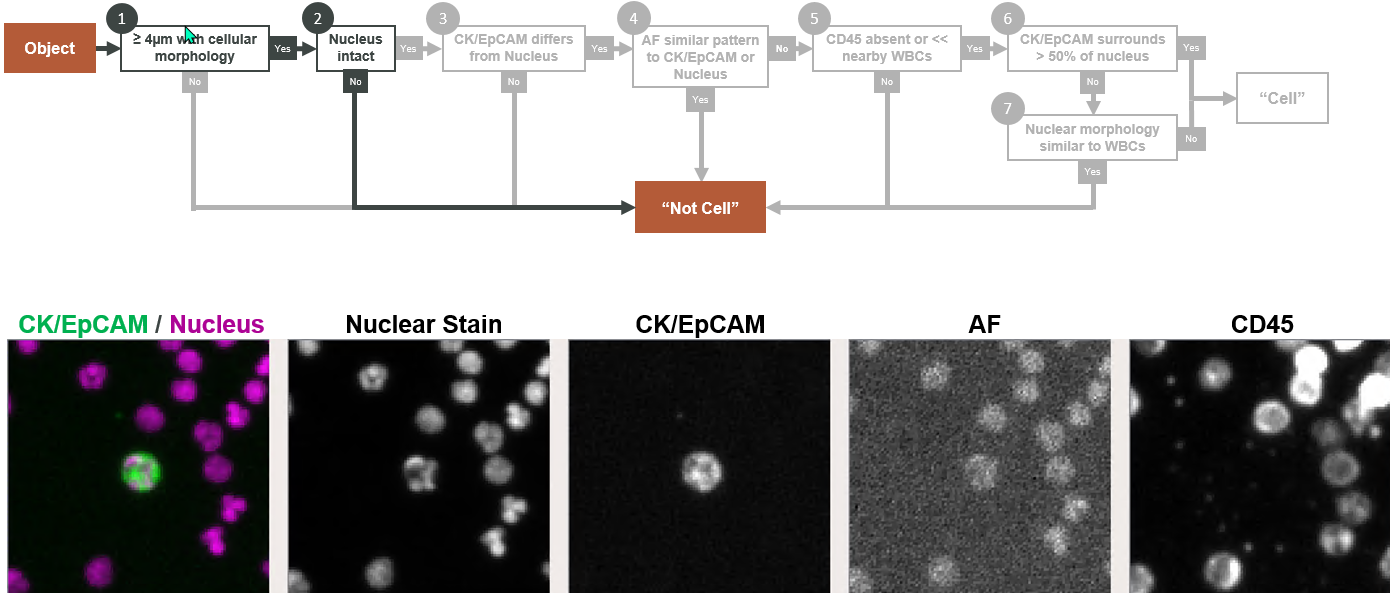 1
2
3
4
5
6
Object
≥ 4μm with cellular
morphology
Yes
No
Nucleus
intact
Yes
No
CK/EpCAM differs
from Nucleus
Yes
No
AF similar pattern
to CK/EpCAM or
Nucleus
No
Yes
CD45 absent or <<
nearby WBCs
Yes
No
CK/EpCAM surrounds
> 50% of nucleus
Yes
No
7
Nuclear morphology
similar to WBCs
No
Yes
“Cell”
“Not Cell”
CK/EpCAM / Nucleus
Nuclear Stain
CK/EpCAM
AF
CD45